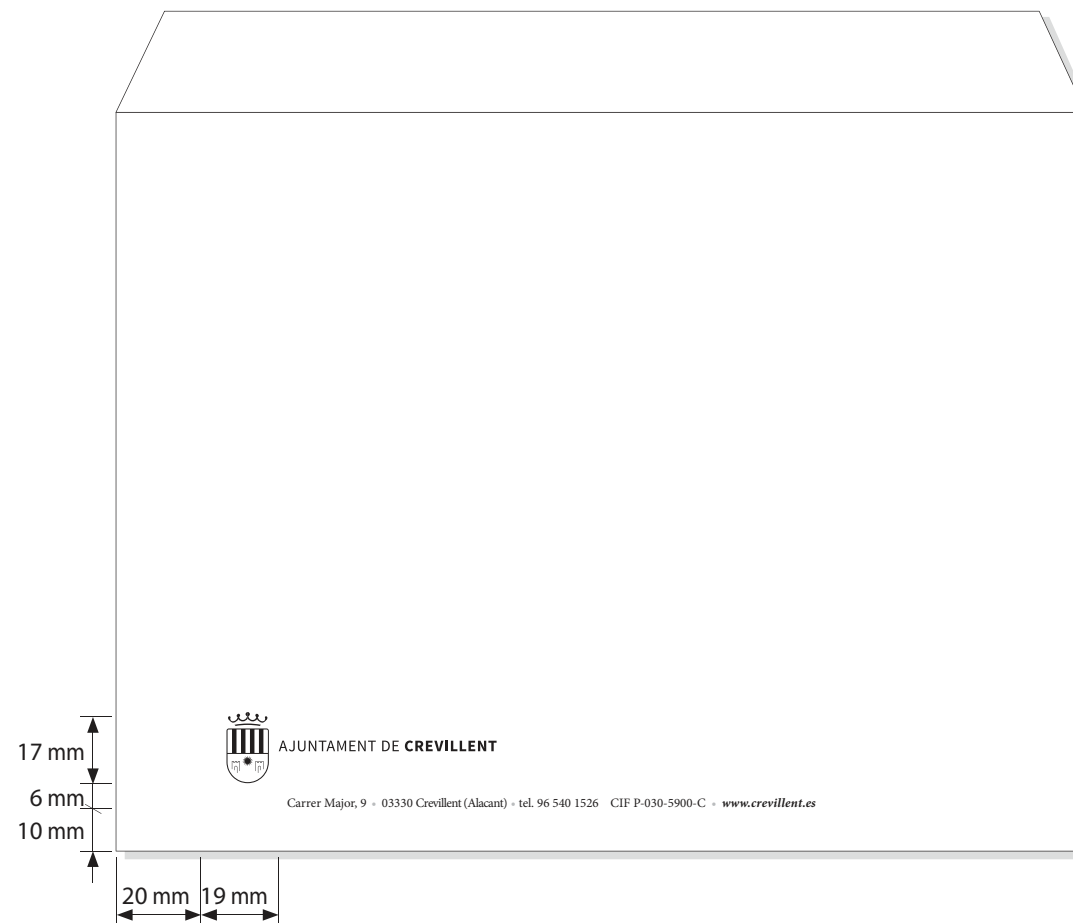 17 mm
AJUNTAMENT DE CREVILLENT
6 mm
Carrer Major, 9 • 03330 Crevillent (Alacant) • tel. 96 540 1526 CIF P-030-5900-C • www.crevillent.es
10 mm
20 mm 19 mm